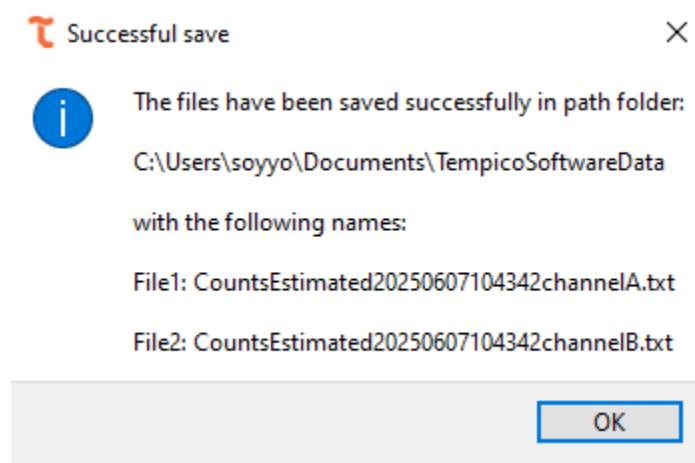 Successful save
The files have been saved successfully in path folder:
C:\Users\soyyo\Documents\TempicoSoftwareData
with the following names:
File1: CountsEstimated20250607104342channelA.txt
File2: CountsEstimated20250607104342channelB.txt
OK